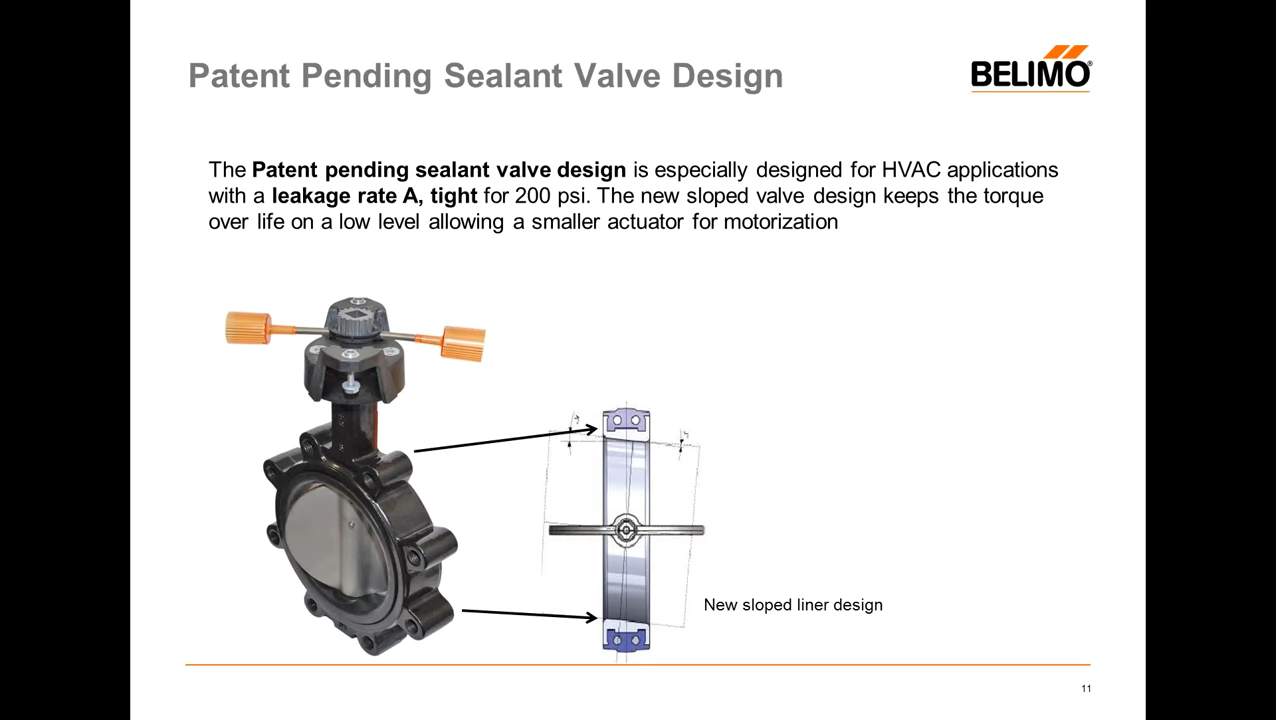 Patent Pending Sealant Valve Design
BELIMO®
The Patent pending sealant valve design is especially designed for HVAC applications
with a leakage rate A, tight for 200 psi. The new sloped valve design keeps the torque
over life on a low level allowing a smaller actuator for motorization
New sloped liner design
11